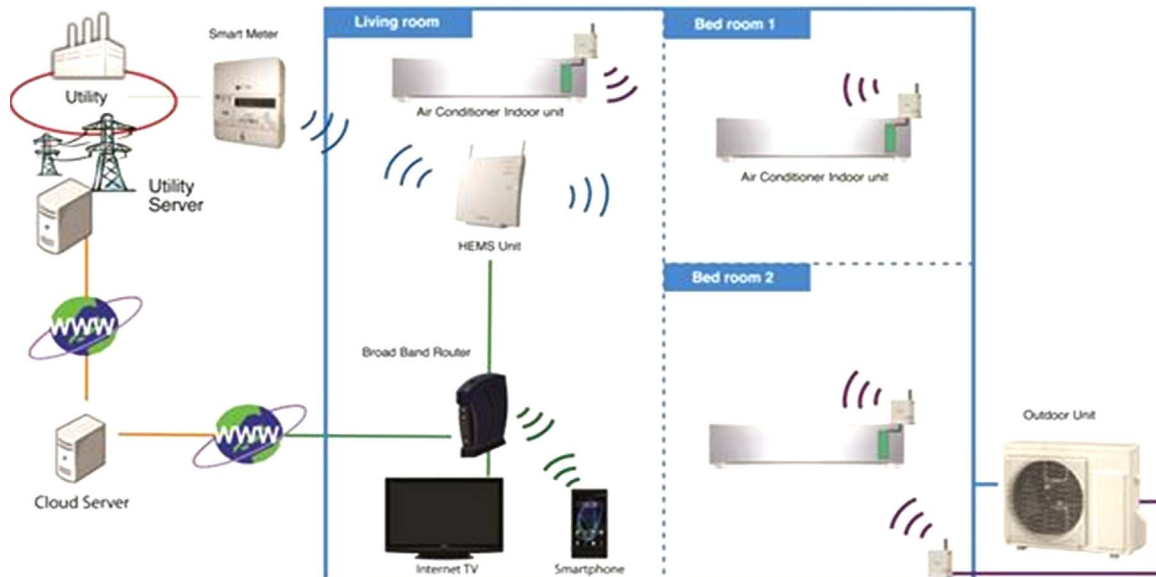 Living room
Bed room 1
Smart Meter
Utility
Air Conditioner Indoor unit
Air Conditioner Indoor unit
Utility
Server
HEMS Unit
Bed room 2
WWW
Broad Band Router
Outdoor Unit
WWW
Cloud Server
Internet TV
Smartphone